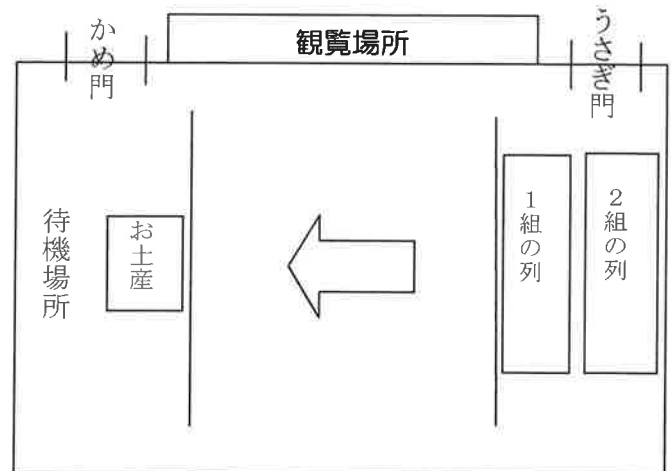 かめ門
観覧場所
うさぎ門
待機場所
お土産
1組の列
2組の列